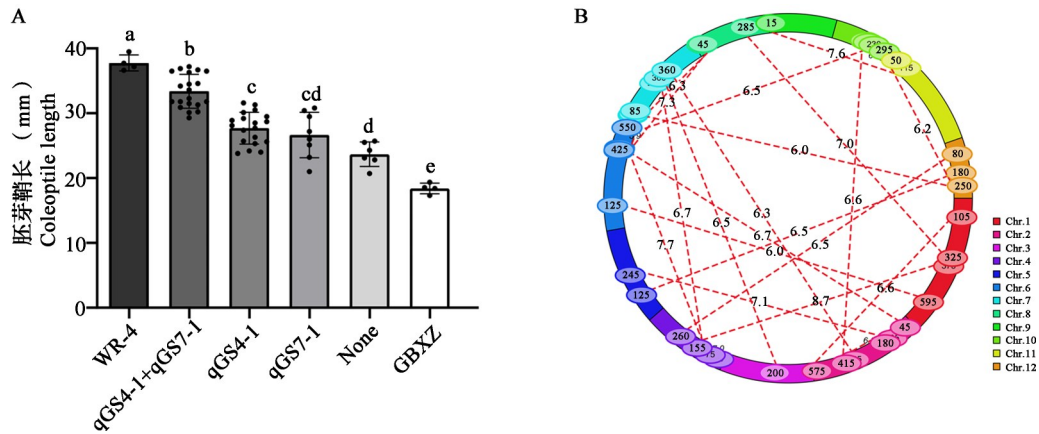 A
胚芽鞘长 （mm）
Coleoptile length
40
30
20
10
0
a
b
c
cd
d
e
WR-4
qGS4-1+qGS7-1
qGS4-1
qGS7-1
None
GBXZ
B
15
285
45
360
85
550
425
125
245
125
260
155
200
575
415
180
45
595
325
105
250
180
80
50
295
7.6
6.3
7.3
6.5
6.2
6.0
7.0
6.6
6.7
6.5
6.3
6.7
6.5
6.5
6.0
7.7
7.1
8.7
6.6
Chr.1
Chr.2
Chr.3
Chr.4
Chr.5
Chr.6
Chr.7
Chr.8
Chr.9
Chr.10
Chr.11
Chr.12